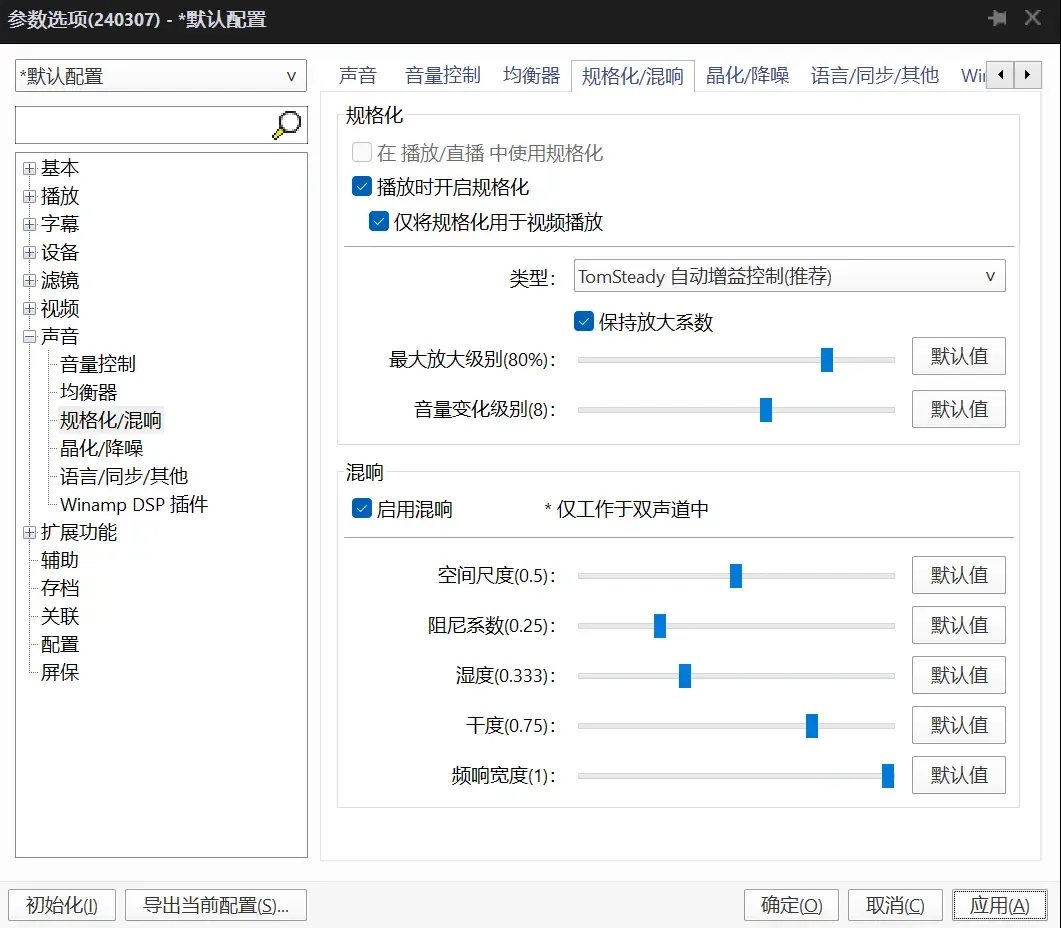 参数选项(240307) - *默认配置
*默认配置
基本
播放
字幕
设备
滤镜
视频
声音
音量控制
均衡器
规格化/混响
晶化/降噪
语言/同步/其他
Winamp DSP 插件
扩展功能
辅助
存档
关联
配置
屏保
声音 音量控制 均衡器 规格化/混响 晶化/降噪 语言/同步/其他
规格化
在 播放/直播 中使用规格化
播放时开启规格化
仅将规格化用于视频播放
类型: TomSteady 自动增益控制(推荐)
保持放大系数
最大放大级别(80%): 默认值
音量变化级别(8): 默认值
混响
启用混响 * 仅工作于双声道中
空间尺度(0.5): 默认值
阻尼系数(0.25): 默认值
湿度(0.333): 默认值
干度(0.75): 默认值
频响宽度(1): 默认值
初始化(I) 导出当前配置(S)... 确定(O) 取消(C) 应用(A)